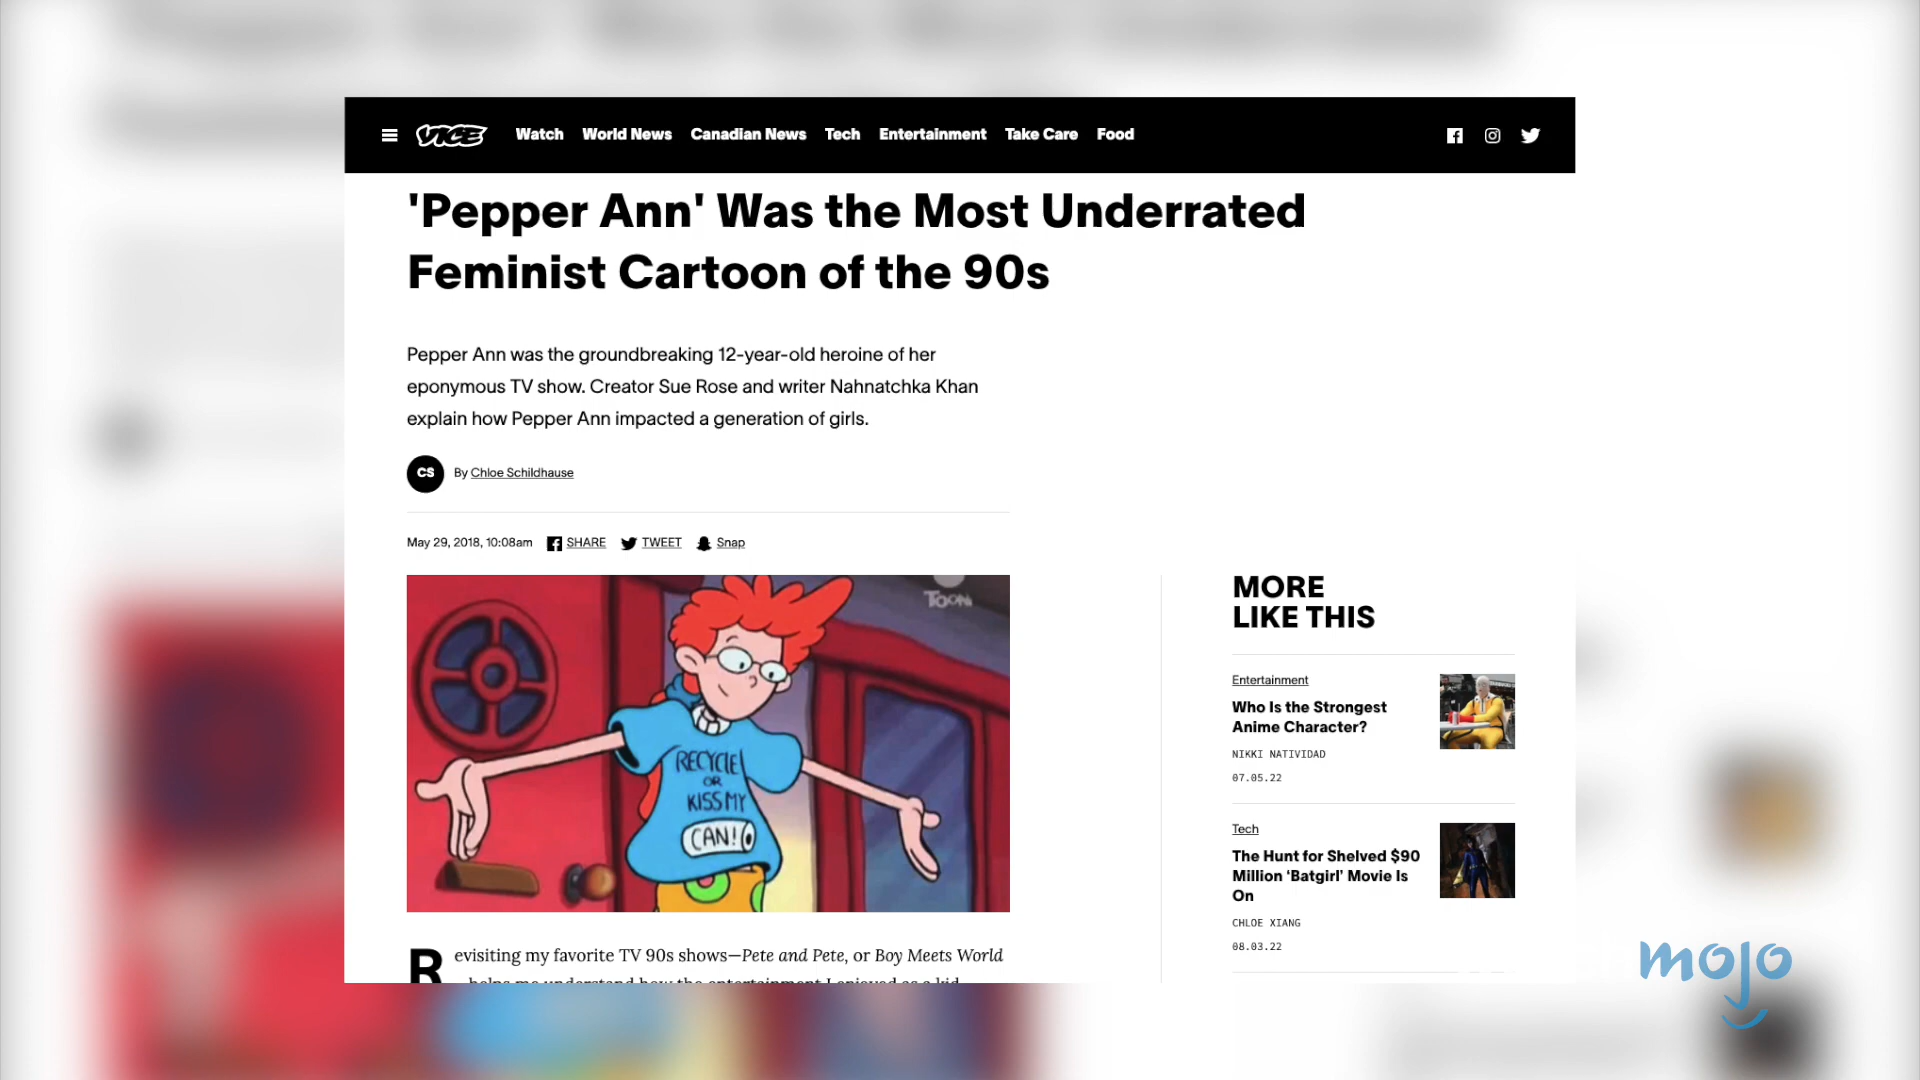 VICE
Watch World News Canadian News Tech Entertainment Take Care Food
'Pepper Ann' Was the Most Underrated
Feminist Cartoon of the 90s
Pepper Ann was the groundbreaking 12-year-old heroine of her
eponymous TV show. Creator Sue Rose and writer Nahnatchka Khan
explain how Pepper Ann impacted a generation of girls.
CS By Chloe Schildhause
May 29, 2018, 10:08am SHARE TWEET Snap
TOON
RECYCLE
OR
KISS MY
CAN!
Revisiting my favorite TV 90s shows—Pete and Pete, or Boy Meets World
MORE
LIKE THIS
Entertainment
Who Is the Strongest
Anime Character?
NIKKI NATIVIDAD
07.05.22
Tech
The Hunt for Shelved $90
Million ‘Batgirl’ Movie Is
On
CHLOE XIANG
08.03.22
mojo